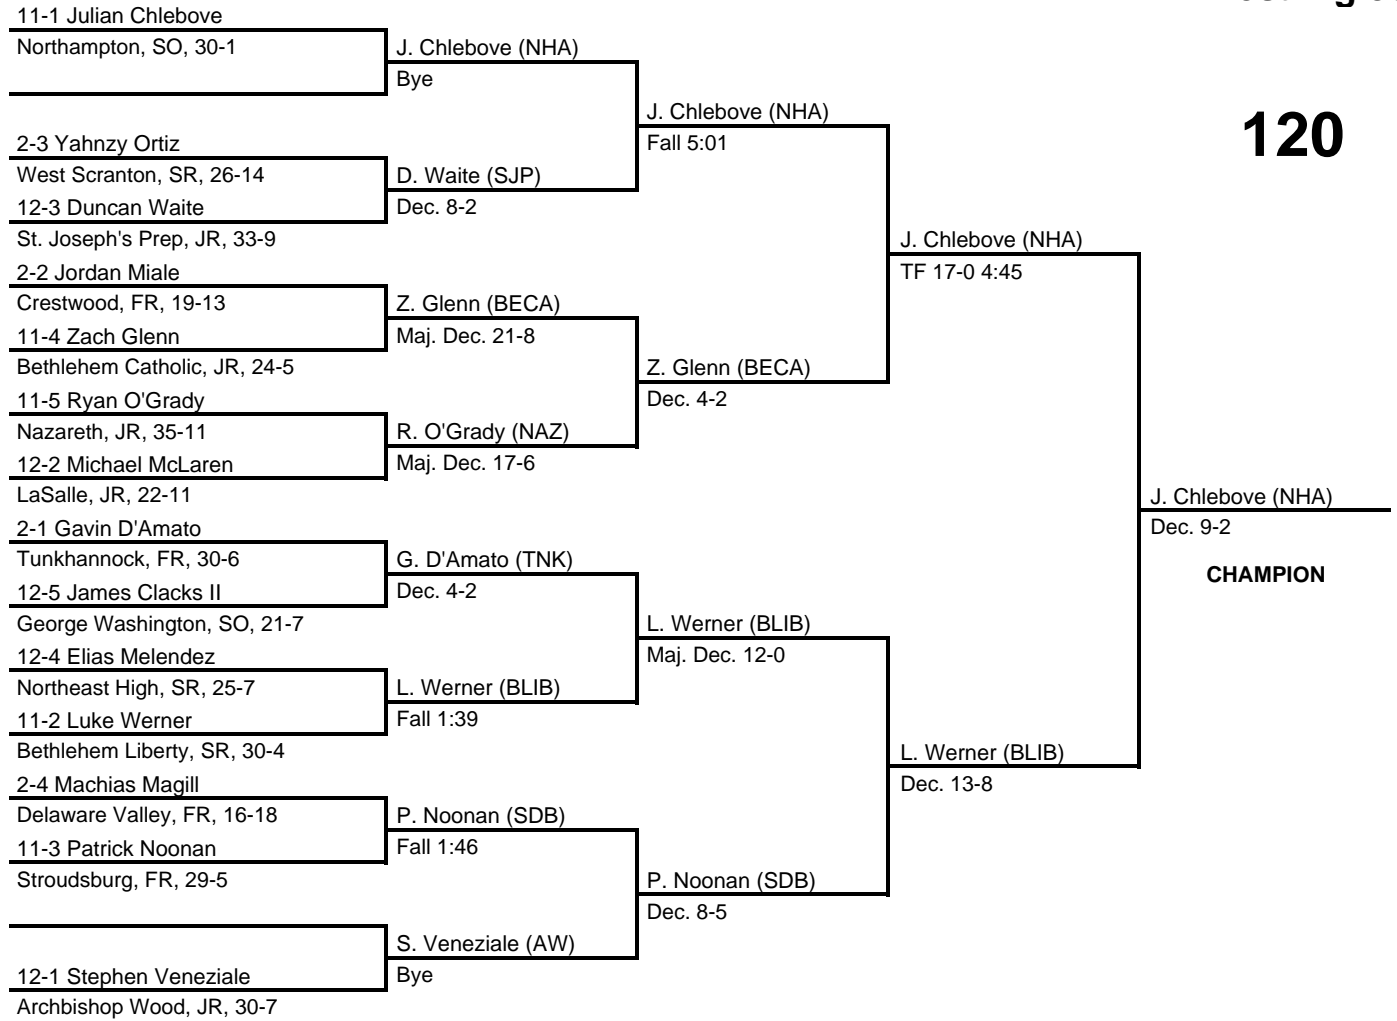 11-1 Julian Chlebove
Northampton, SO, 30-1
J. Chlebove (NHA)
Bye
J. Chlebove (NHA)
Fall 5:01
120
2-3 Yahnzy Ortiz
West Scranton, SR, 26-14
D. Waite (SJP)
12-3 Duncan Waite
Dec. 8-2
St. Joseph's Prep, JR, 33-9
J. Chlebove (NHA)
TF 17-0 4:45
2-2 Jordan Miale
Crestwood, FR, 19-13
Z. Glenn (BECA)
11-4 Zach Glenn
Maj. Dec. 21-8
Bethlehem Catholic, JR, 24-5
Z. Glenn (BECA)
Dec. 4-2
11-5 Ryan O'Grady
Nazareth, JR, 35-11
R. O'Grady (NAZ)
12-2 Michael McLaren
Maj. Dec. 17-6
LaSalle, JR, 22-11
J. Chlebove (NHA)
Dec. 9-2
CHAMPION
2-1 Gavin D'Amato
Tunkhannock, FR, 30-6
G. D'Amato (TNK)
12-5 James Clacks II
Dec. 4-2
George Washington, SO, 21-7
L. Werner (BLIB)
Maj. Dec. 12-0
12-4 Elias Melendez
Northeast High, SR, 25-7
L. Werner (BLIB)
11-2 Luke Werner
Fall 1:39
Bethlehem Liberty, SR, 30-4
L. Werner (BLIB)
Dec. 13-8
2-4 Machias Magill
Delaware Valley, FR, 16-18
P. Noonan (SDB)
11-3 Patrick Noonan
Fall 1:46
Stroudsburg, FR, 29-5
P. Noonan (SDB)
Dec. 8-5
S. Veneziale (AW)
12-1 Stephen Veneziale
Bye
Archbishop Wood, JR, 30-7